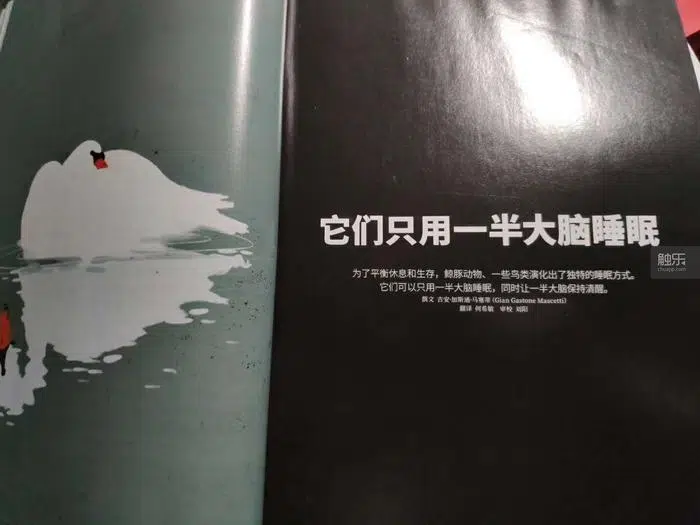 它们只用一半大脑睡眠
为了平衡休息和生存，鲸豚动物、一些鸟类演化出了独特的睡眠方式。
它们可以只用一半大脑睡眠，同时让一半大脑保持清醒。
撰文 吉安·加斯通·马塞蒂 (Gian Gastone Mascetti)
翻译 何希敏 审校 刘阳
触乐
chuapp.com